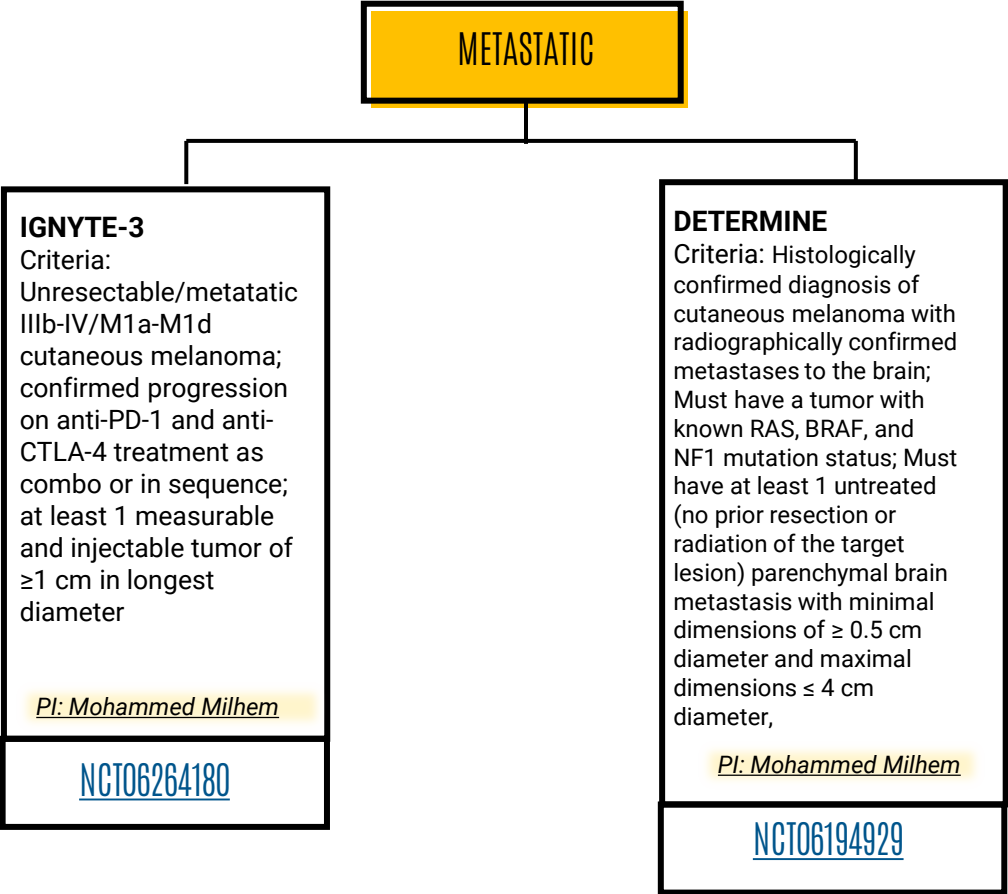 METASTATIC
IGNYTE-3
Criteria:
Unresectable/metatatic
IIIb-IV/M1a-M1d
cutaneous melanoma;
confirmed progression
on anti-PD-1 and anti-
CTLA-4 treatment as
combo or in sequence;
at least 1 measurable
and injectable tumor of
≥1 cm in longest
diameter
PI: Mohammed Milhem
NCT06264180
DETERMINE
Criteria: Histologically
confirmed diagnosis of
cutaneous melanoma with
radiographically confirmed
metastases to the brain;
Must have a tumor with
known RAS, BRAF, and
NF1 mutation status; Must
have at least 1 untreated
(no prior resection or
radiation of the target
lesion) parenchymal brain
metastasis with minimal
dimensions of ≥ 0.5 cm
diameter and maximal
dimensions ≤ 4 cm
diameter,
PI: Mohammed Milhem
NCT06194929